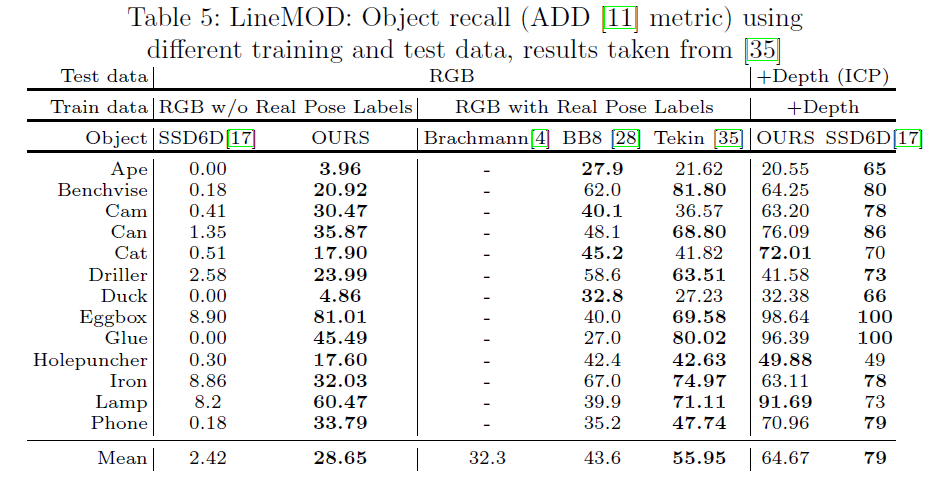 Table 5: LineMOD: Object recall (ADD [11] metric) using
different training and test data, results taken from [35]
Test data RGB +Depth (ICP)
Train data RGB w/o Real Pose Labels RGB with Real Pose Labels +Depth
Object SSD6D[17] OURS Brachmann[4] BB8 [28] Tekin [35] OURS SSD6D[17]
Ape 0.00 3.96 - 27.9 21.62 20.55 65
Benchvise 0.18 20.92 - 62.0 81.80 64.25 80
Cam 0.41 30.47 - 40.1 36.57 63.20 78
Can 1.35 35.87 - 48.1 68.80 76.09 86
Cat 0.51 17.90 - 45.2 41.82 72.01 70
Driller 2.58 23.99 - 58.6 63.51 41.58 73
Duck 0.00 4.86 - 32.8 27.23 32.38 66
Eggbox 8.90 81.01 - 40.0 69.58 98.64 100
Glue 0.00 45.49 - 27.0 80.02 96.39 100
Holepuncher 0.30 17.60 - 42.4 42.63 49.88 49
Iron 8.86 32.03 - 67.0 74.97 63.11 78
Lamp 8.2 60.47 - 39.9 71.11 91.69 73
Phone 0.18 33.79 - 35.2 47.74 70.96 79
Mean 2.42 28.65 32.3 43.6 55.95 64.67 79